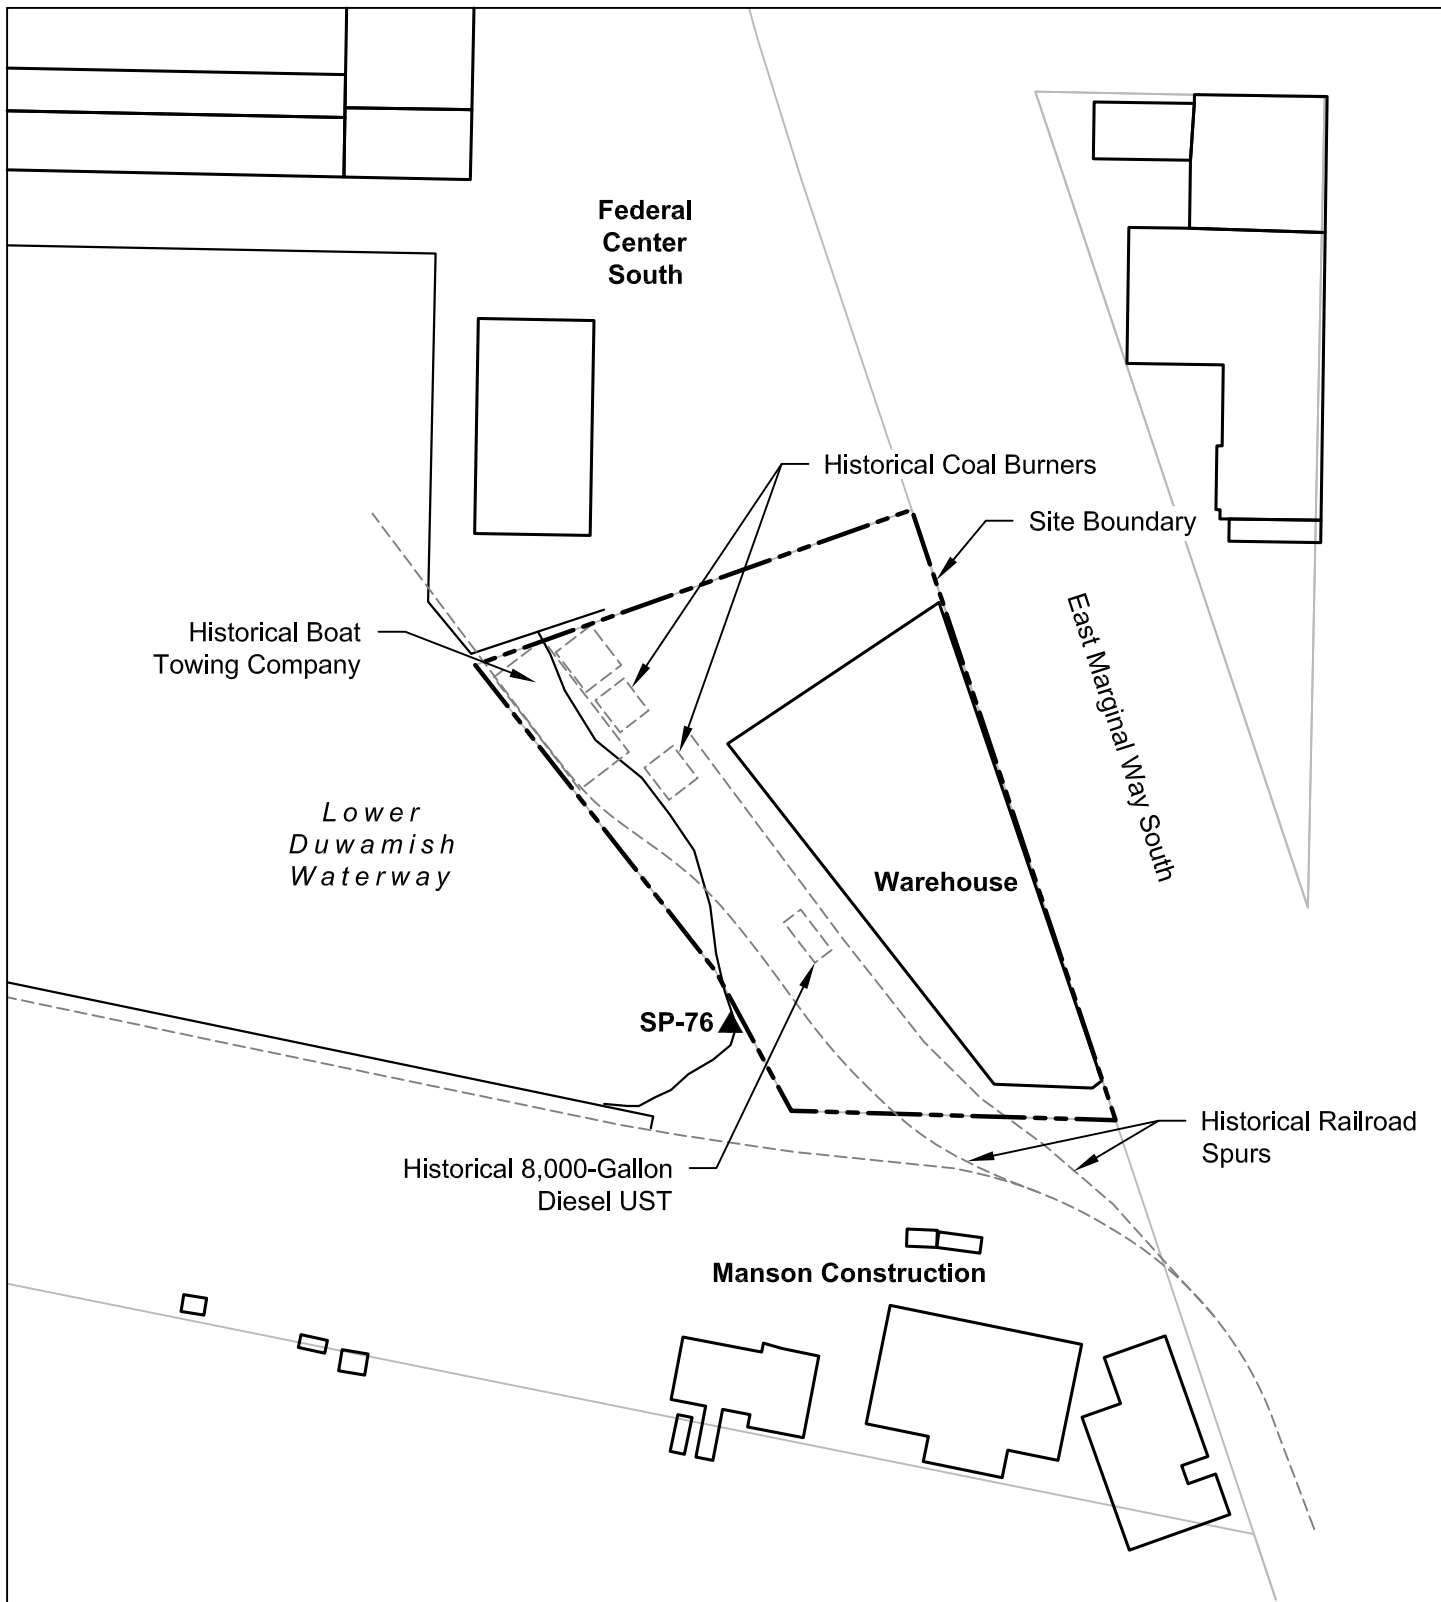 Federal
Center
South
Historical Coal Burners
Site Boundary
Historical Boat
Towing Company
East Marginal Way South
Lower
Duwamish
Waterway
Warehouse
SP-76
Historical Railroad
Spurs
Historical 8,000-Gallon
Diesel UST
Manson Construction